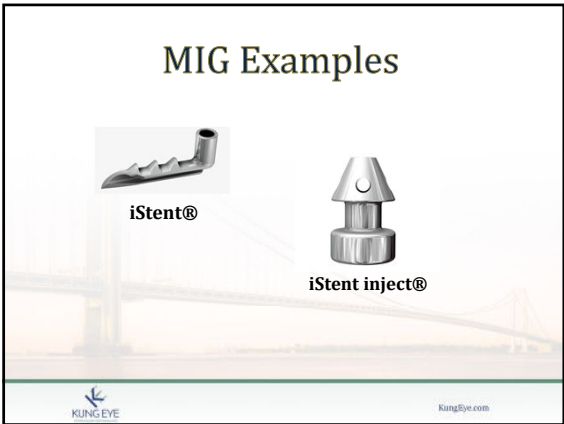 MIG Examples
iStent®
iStent inject®
KUNG EYE
KungEye.com